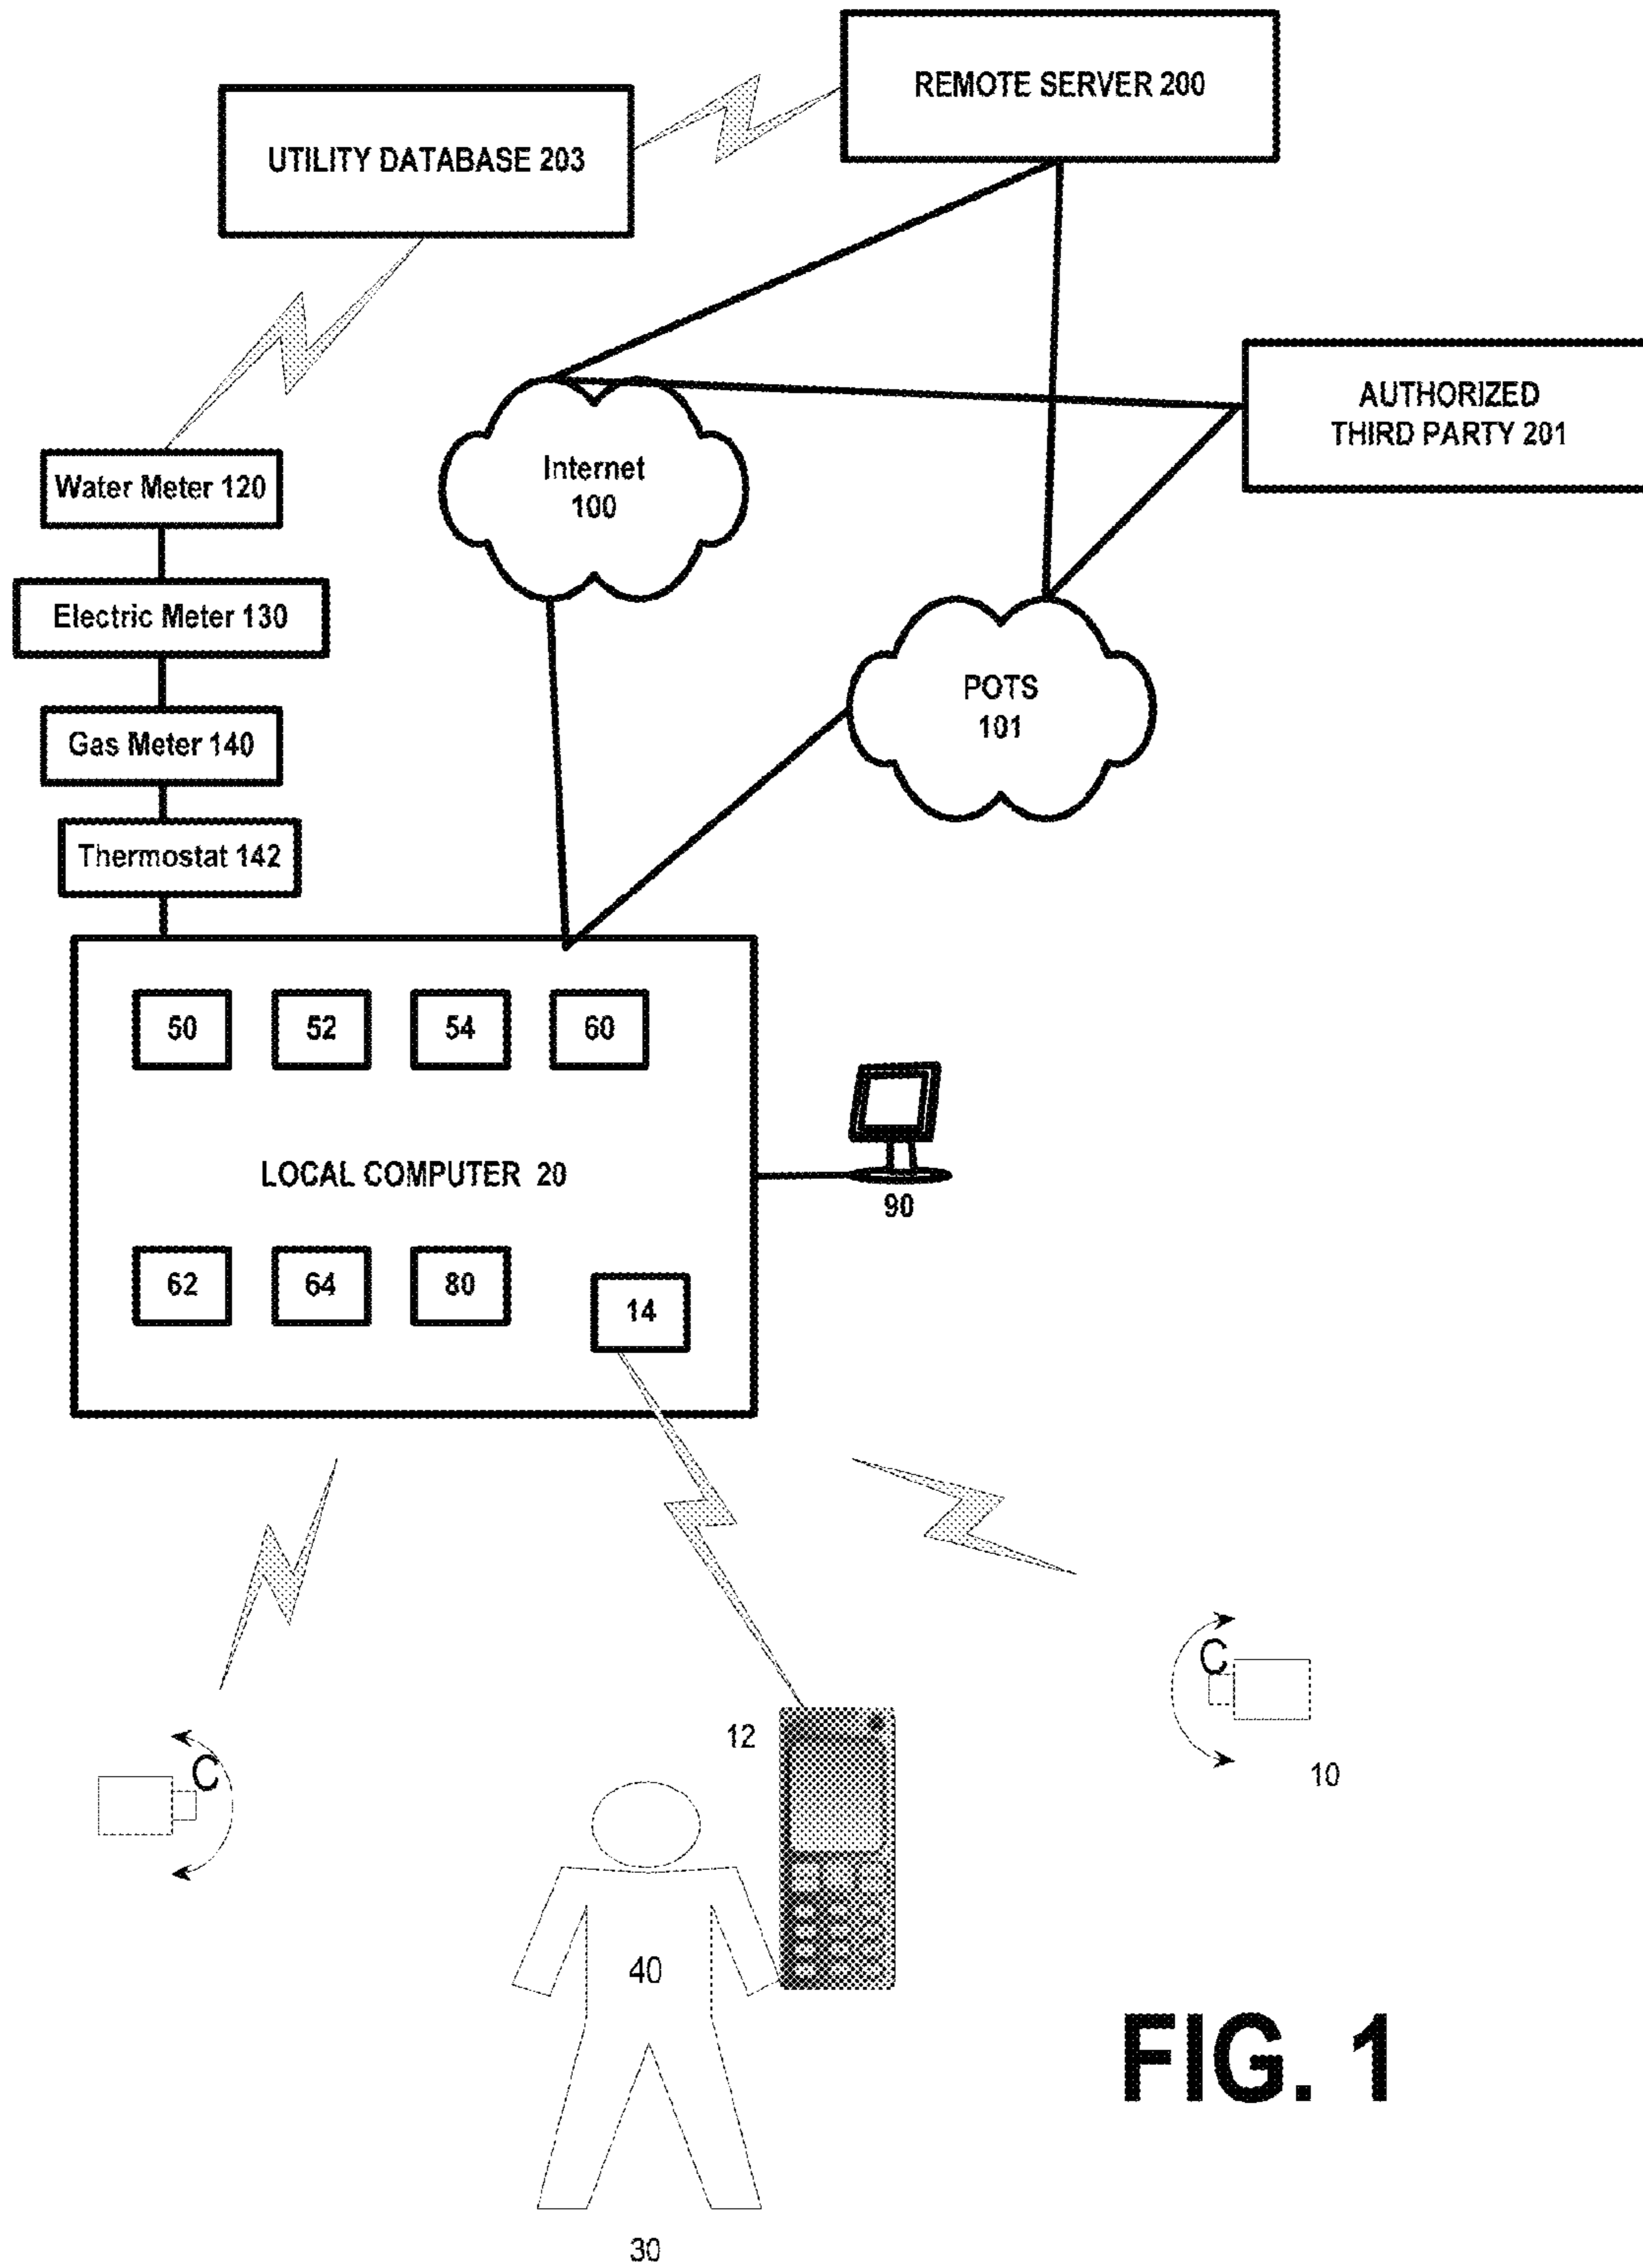 REMOTE SERVER 200
UTILITY DATABASE 203
AUTHORIZED
THIRD PARTY 201
Internet
100
Water Meter 120
Electric Meter 130
POTS
101
Gas Meter 140
Thermostat 142
50
52
54
60
LOCAL COMPUTER 20
90
62
64
80
14
C
10
12
C
40
30
FIG. 1